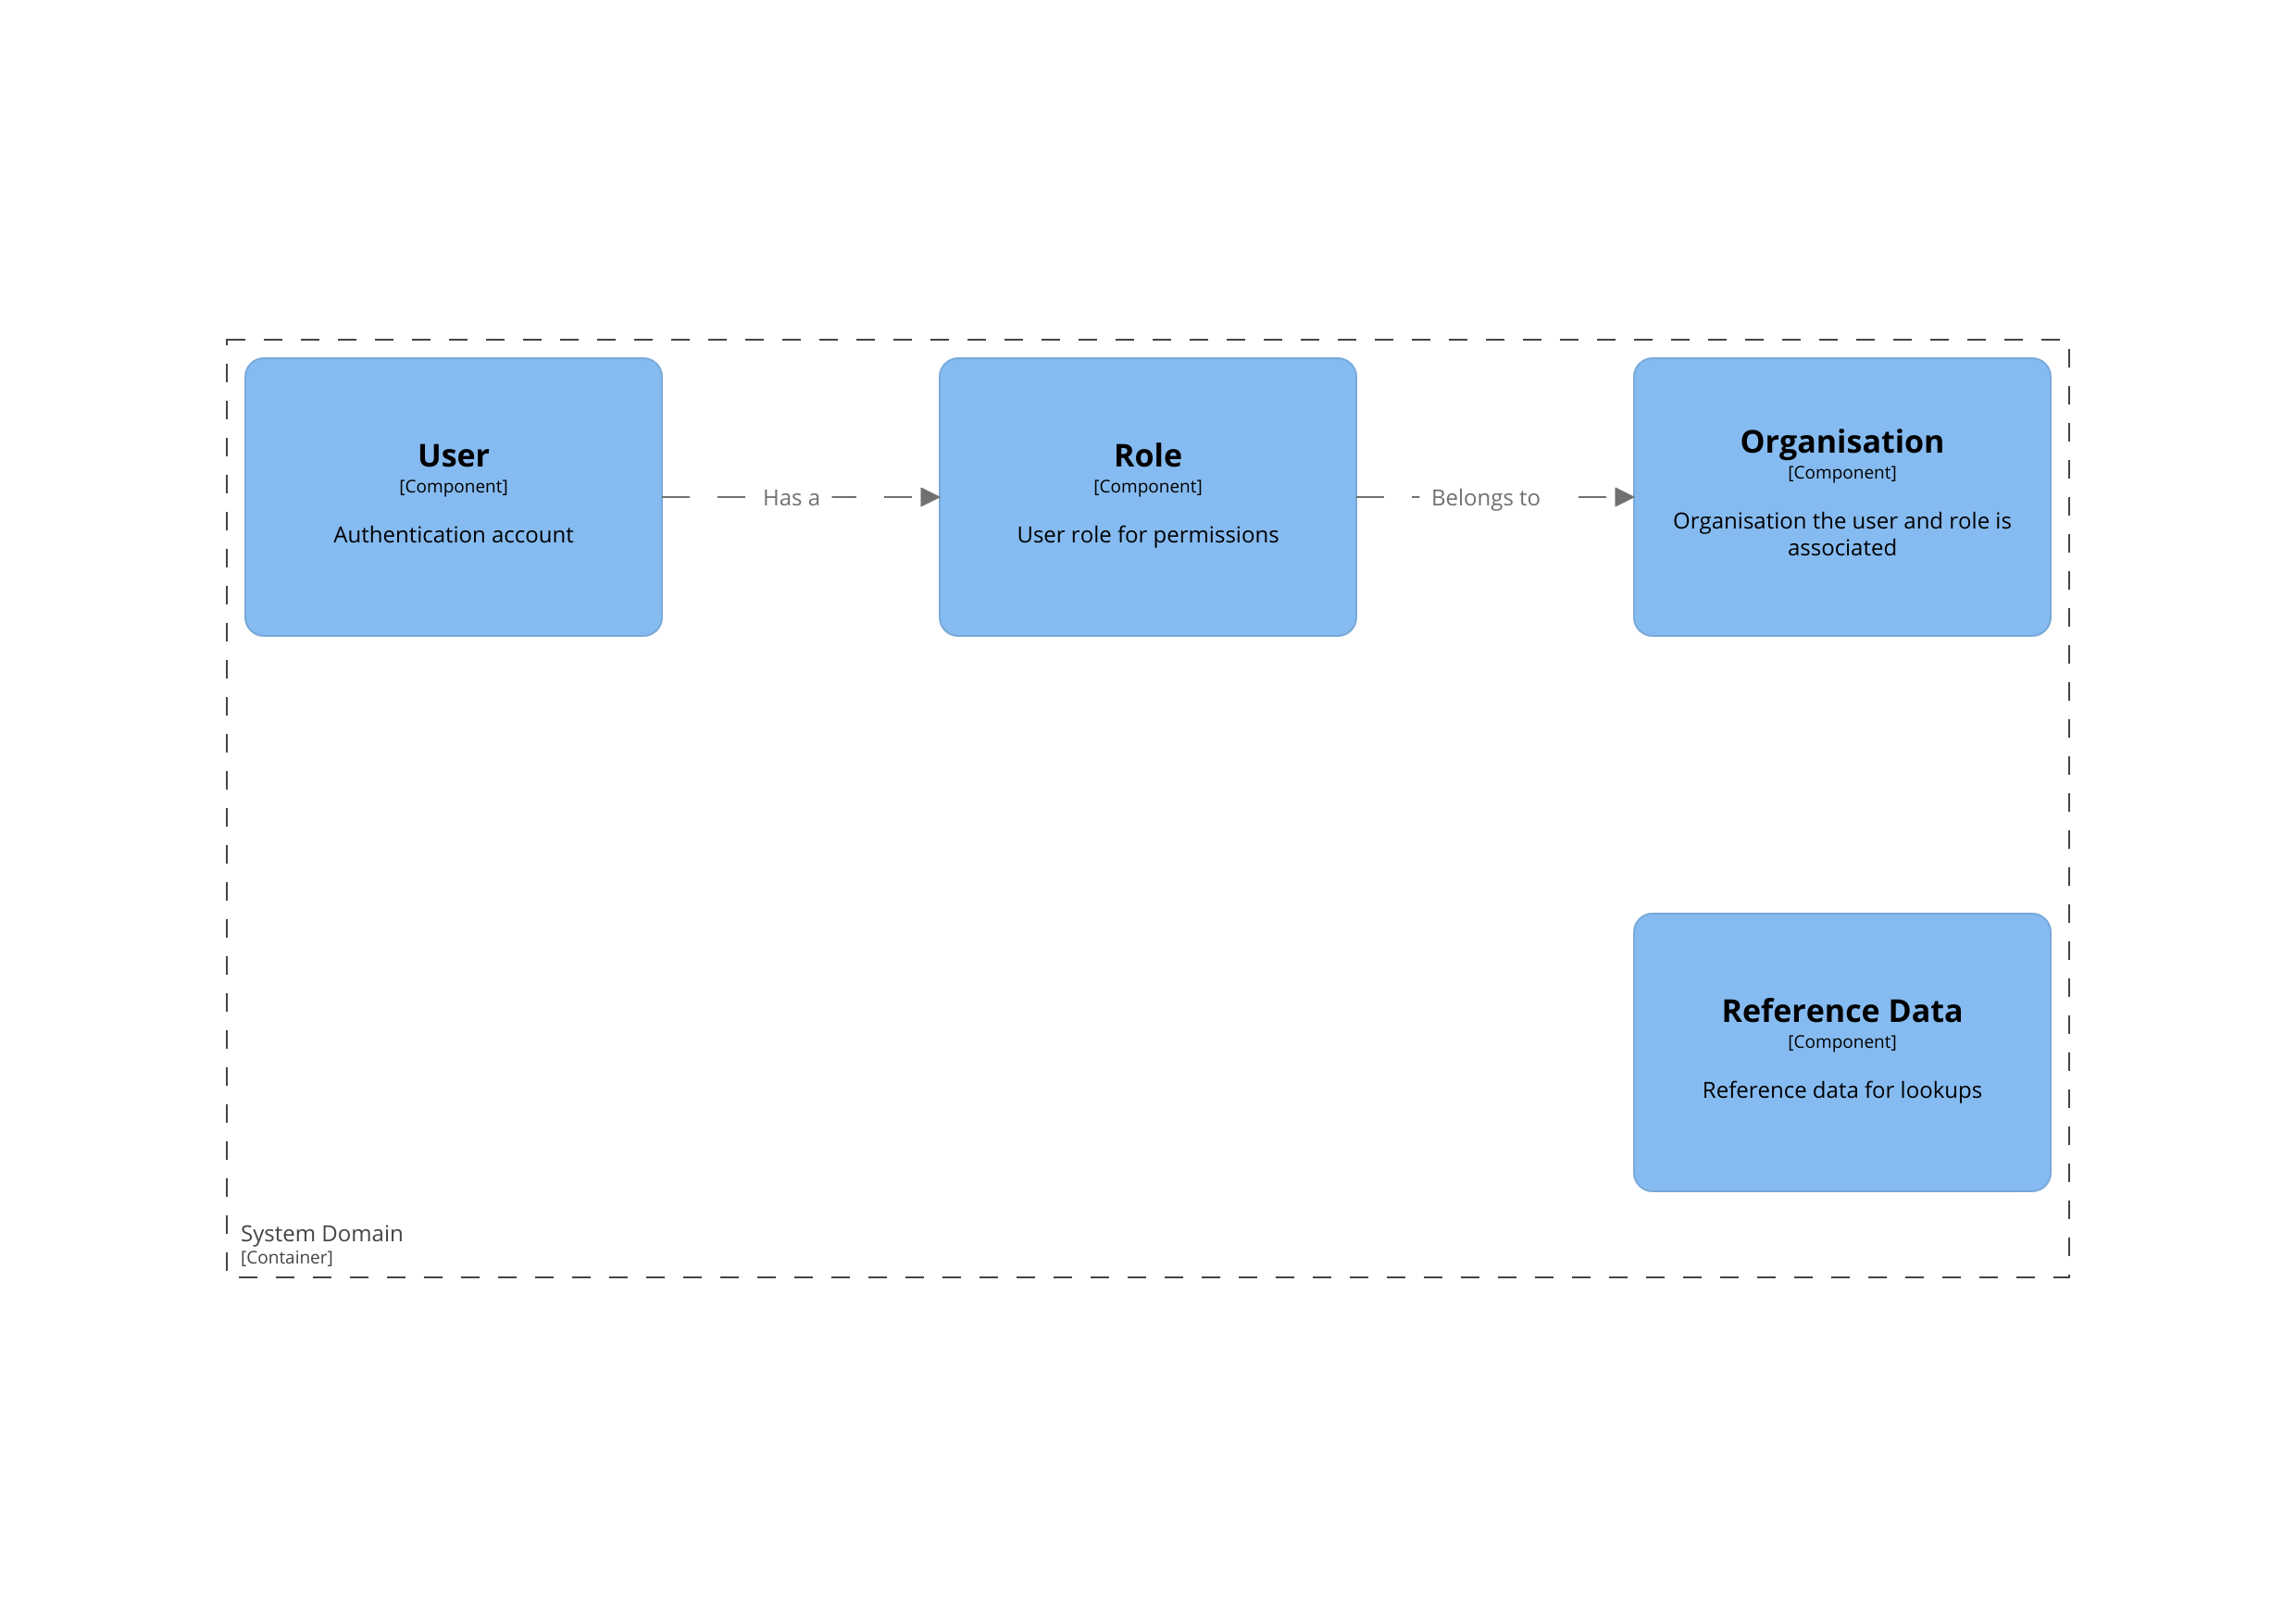 User
[Component]
Authentication account
Has a
Role
[Component]
User role for permissions
Belongs to
Organisation
[Component]
Organisation the user and role is
associated
Reference Data
[Component]
Reference data for lookups
System Domain
[Container]